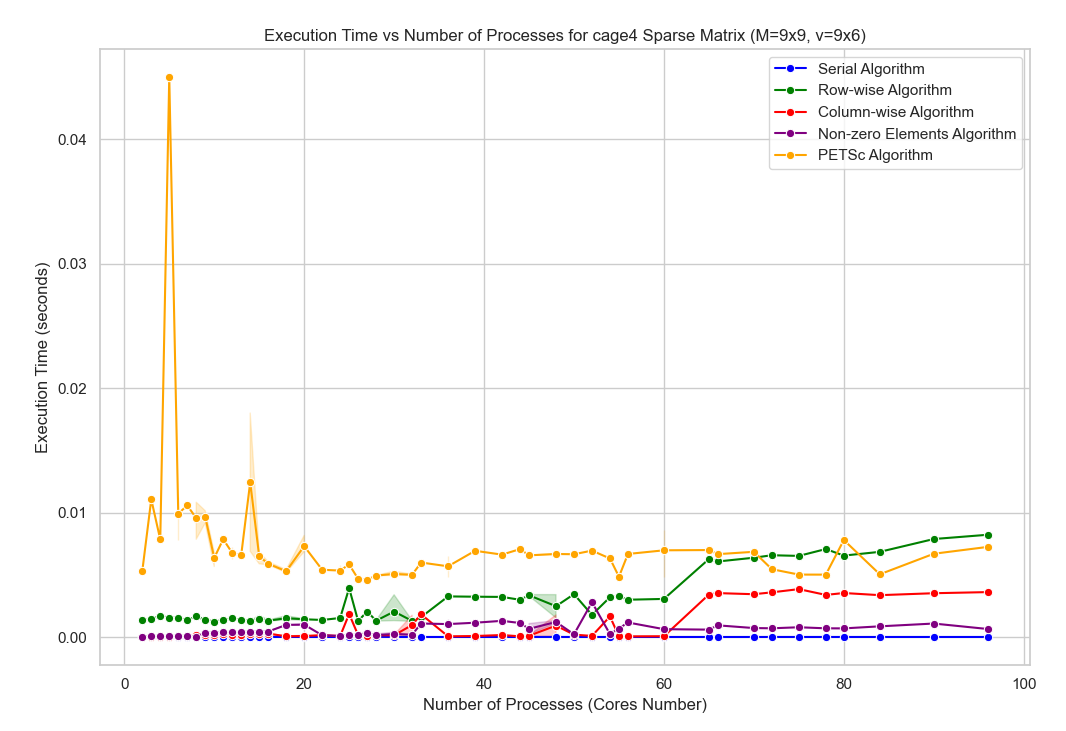 Execution Time vs Number of Processes for cage4 Sparse Matrix (M=9x9, v=9x6)
Serial Algorithm
Row-wise Algorithm
Column-wise Algorithm
Non-zero Elements Algorithm
PETSc Algorithm
Execution Time (seconds)
0.04
0.03
0.02
0.01
0.00
0 20 40 60 80 100
Number of Processes (Cores Number)